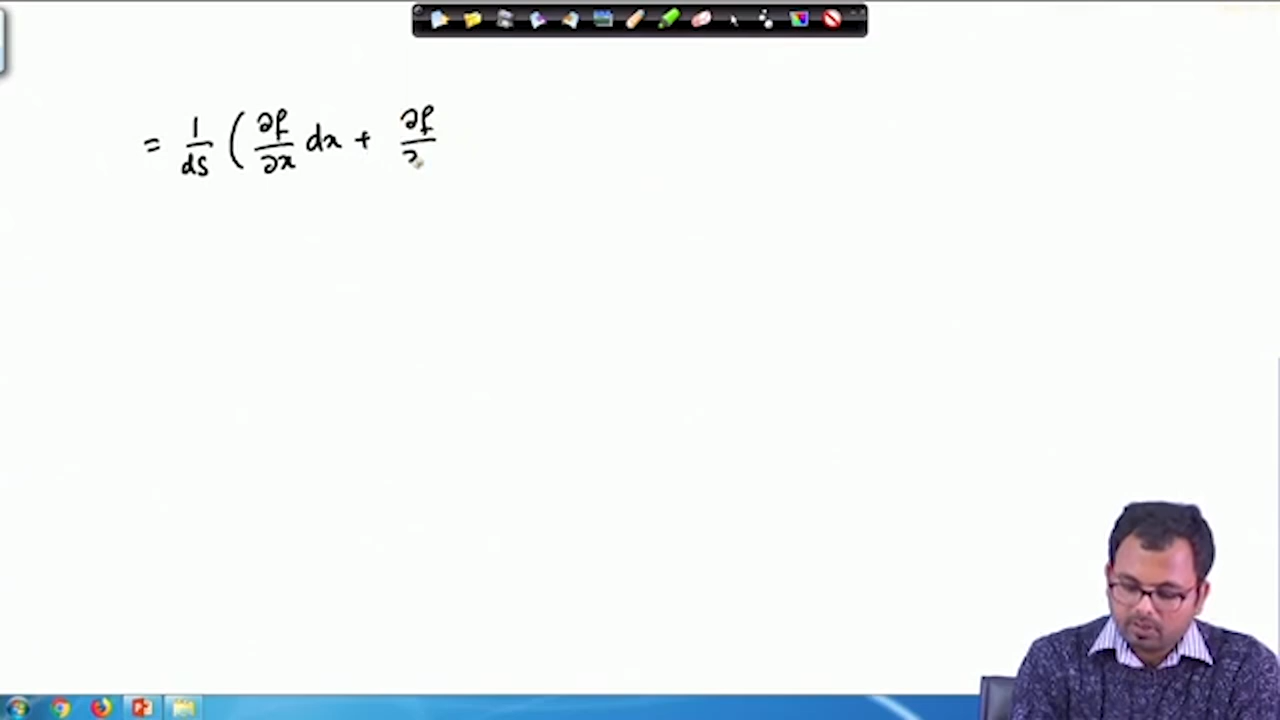 = 1/ds ( ∂f/∂x dx + ∂f/∂